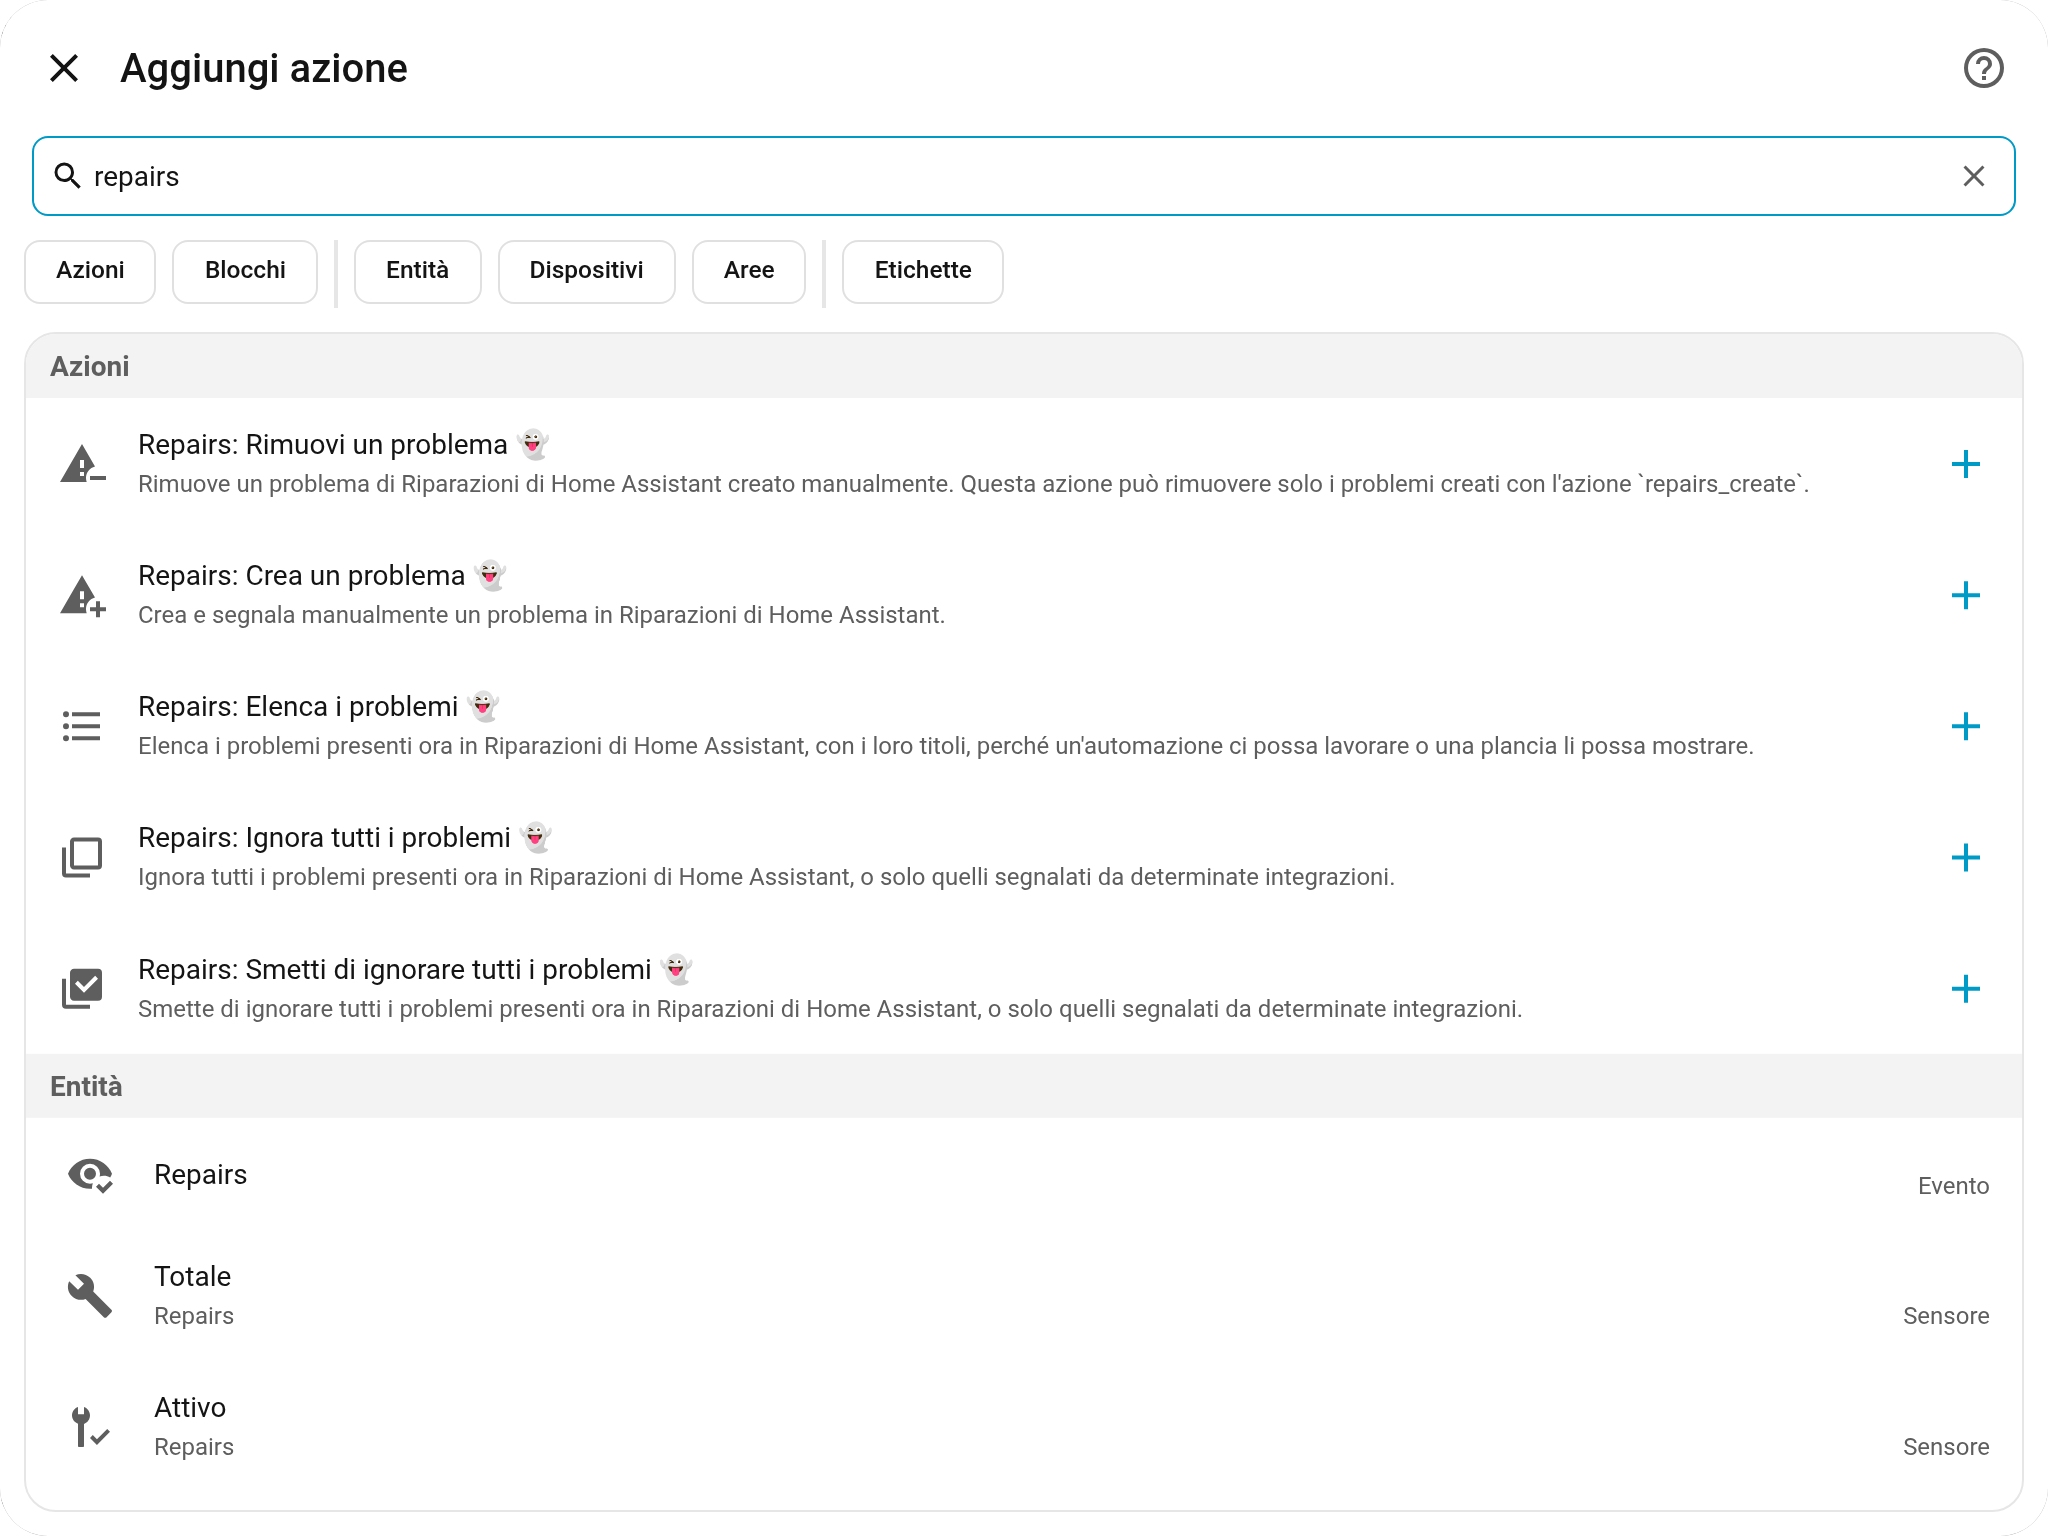 Aggiungi azione
repairs
Azioni
Blocchi
Entità
Dispositivi
Aree
Etichette
Azioni
Repairs: Rimuovi un problema 👻
Rimuove un problema di Riparazioni di Home Assistant creato manualmente. Questa azione può rimuovere solo i problemi creati con l'azione `repairs_create`.
Repairs: Crea un problema 👻
Crea e segnala manualmente un problema in Riparazioni di Home Assistant.
Repairs: Elenca i problemi 👻
Elenca i problemi presenti ora in Riparazioni di Home Assistant, con i loro titoli, perché un'automazione ci possa lavorare o una plancia li possa mostrare.
Repairs: Ignora tutti i problemi 👻
Ignora tutti i problemi presenti ora in Riparazioni di Home Assistant, o solo quelli segnalati da determinate integrazioni.
Repairs: Smetti di ignorare tutti i problemi 👻
Smette di ignorare tutti i problemi presenti ora in Riparazioni di Home Assistant, o solo quelli segnalati da determinate integrazioni.
Entità
Repairs
Evento
Totale
Repairs
Sensore
Attivo
Repairs
Sensore